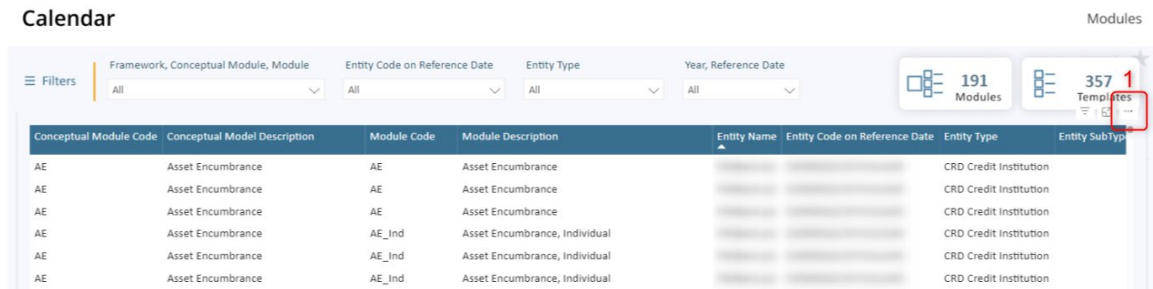 Calendar
Modules
Filters
Framework, Conceptual Module, Module
All
Entity Code on Reference Date
All
Entity Type
All
Year, Reference Date
All
191
Modules
357
Templates
1
Conceptual Module Code Conceptual Model Description Module Code Module Description Entity Name Entity Code on Reference Date Entity Type Entity SubTyp
AE Asset Encumbrance AE Asset Encumbrance CRD Credit Institution
AE Asset Encumbrance AE Asset Encumbrance CRD Credit Institution
AE Asset Encumbrance AE Asset Encumbrance CRD Credit Institution
AE Asset Encumbrance AE_Ind Asset Encumbrance, Individual CRD Credit Institution
AE Asset Encumbrance AE_Ind Asset Encumbrance, Individual CRD Credit Institution
AE Asset Encumbrance AE_Ind Asset Encumbrance, Individual CRD Credit Institution